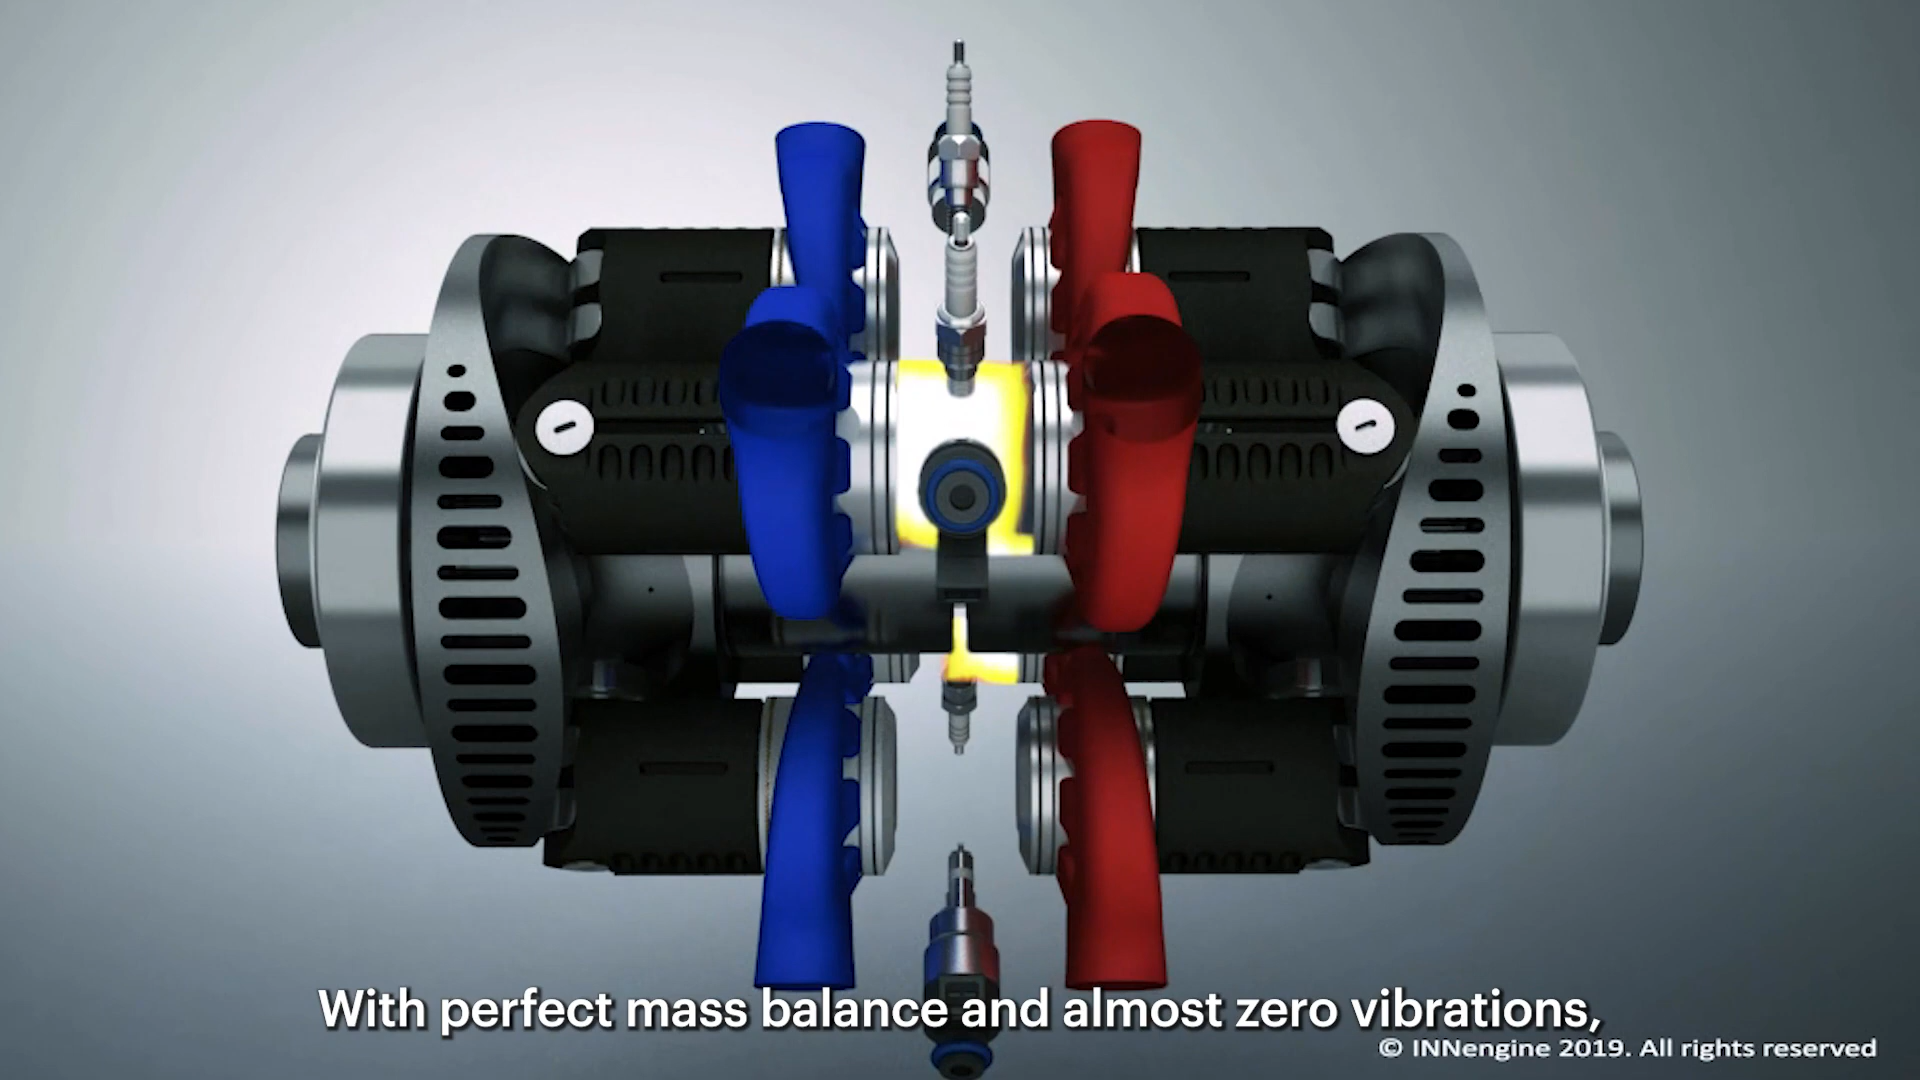 With perfect mass balance and almost zero vibrations,
© INNengine 2019. All rights reserved